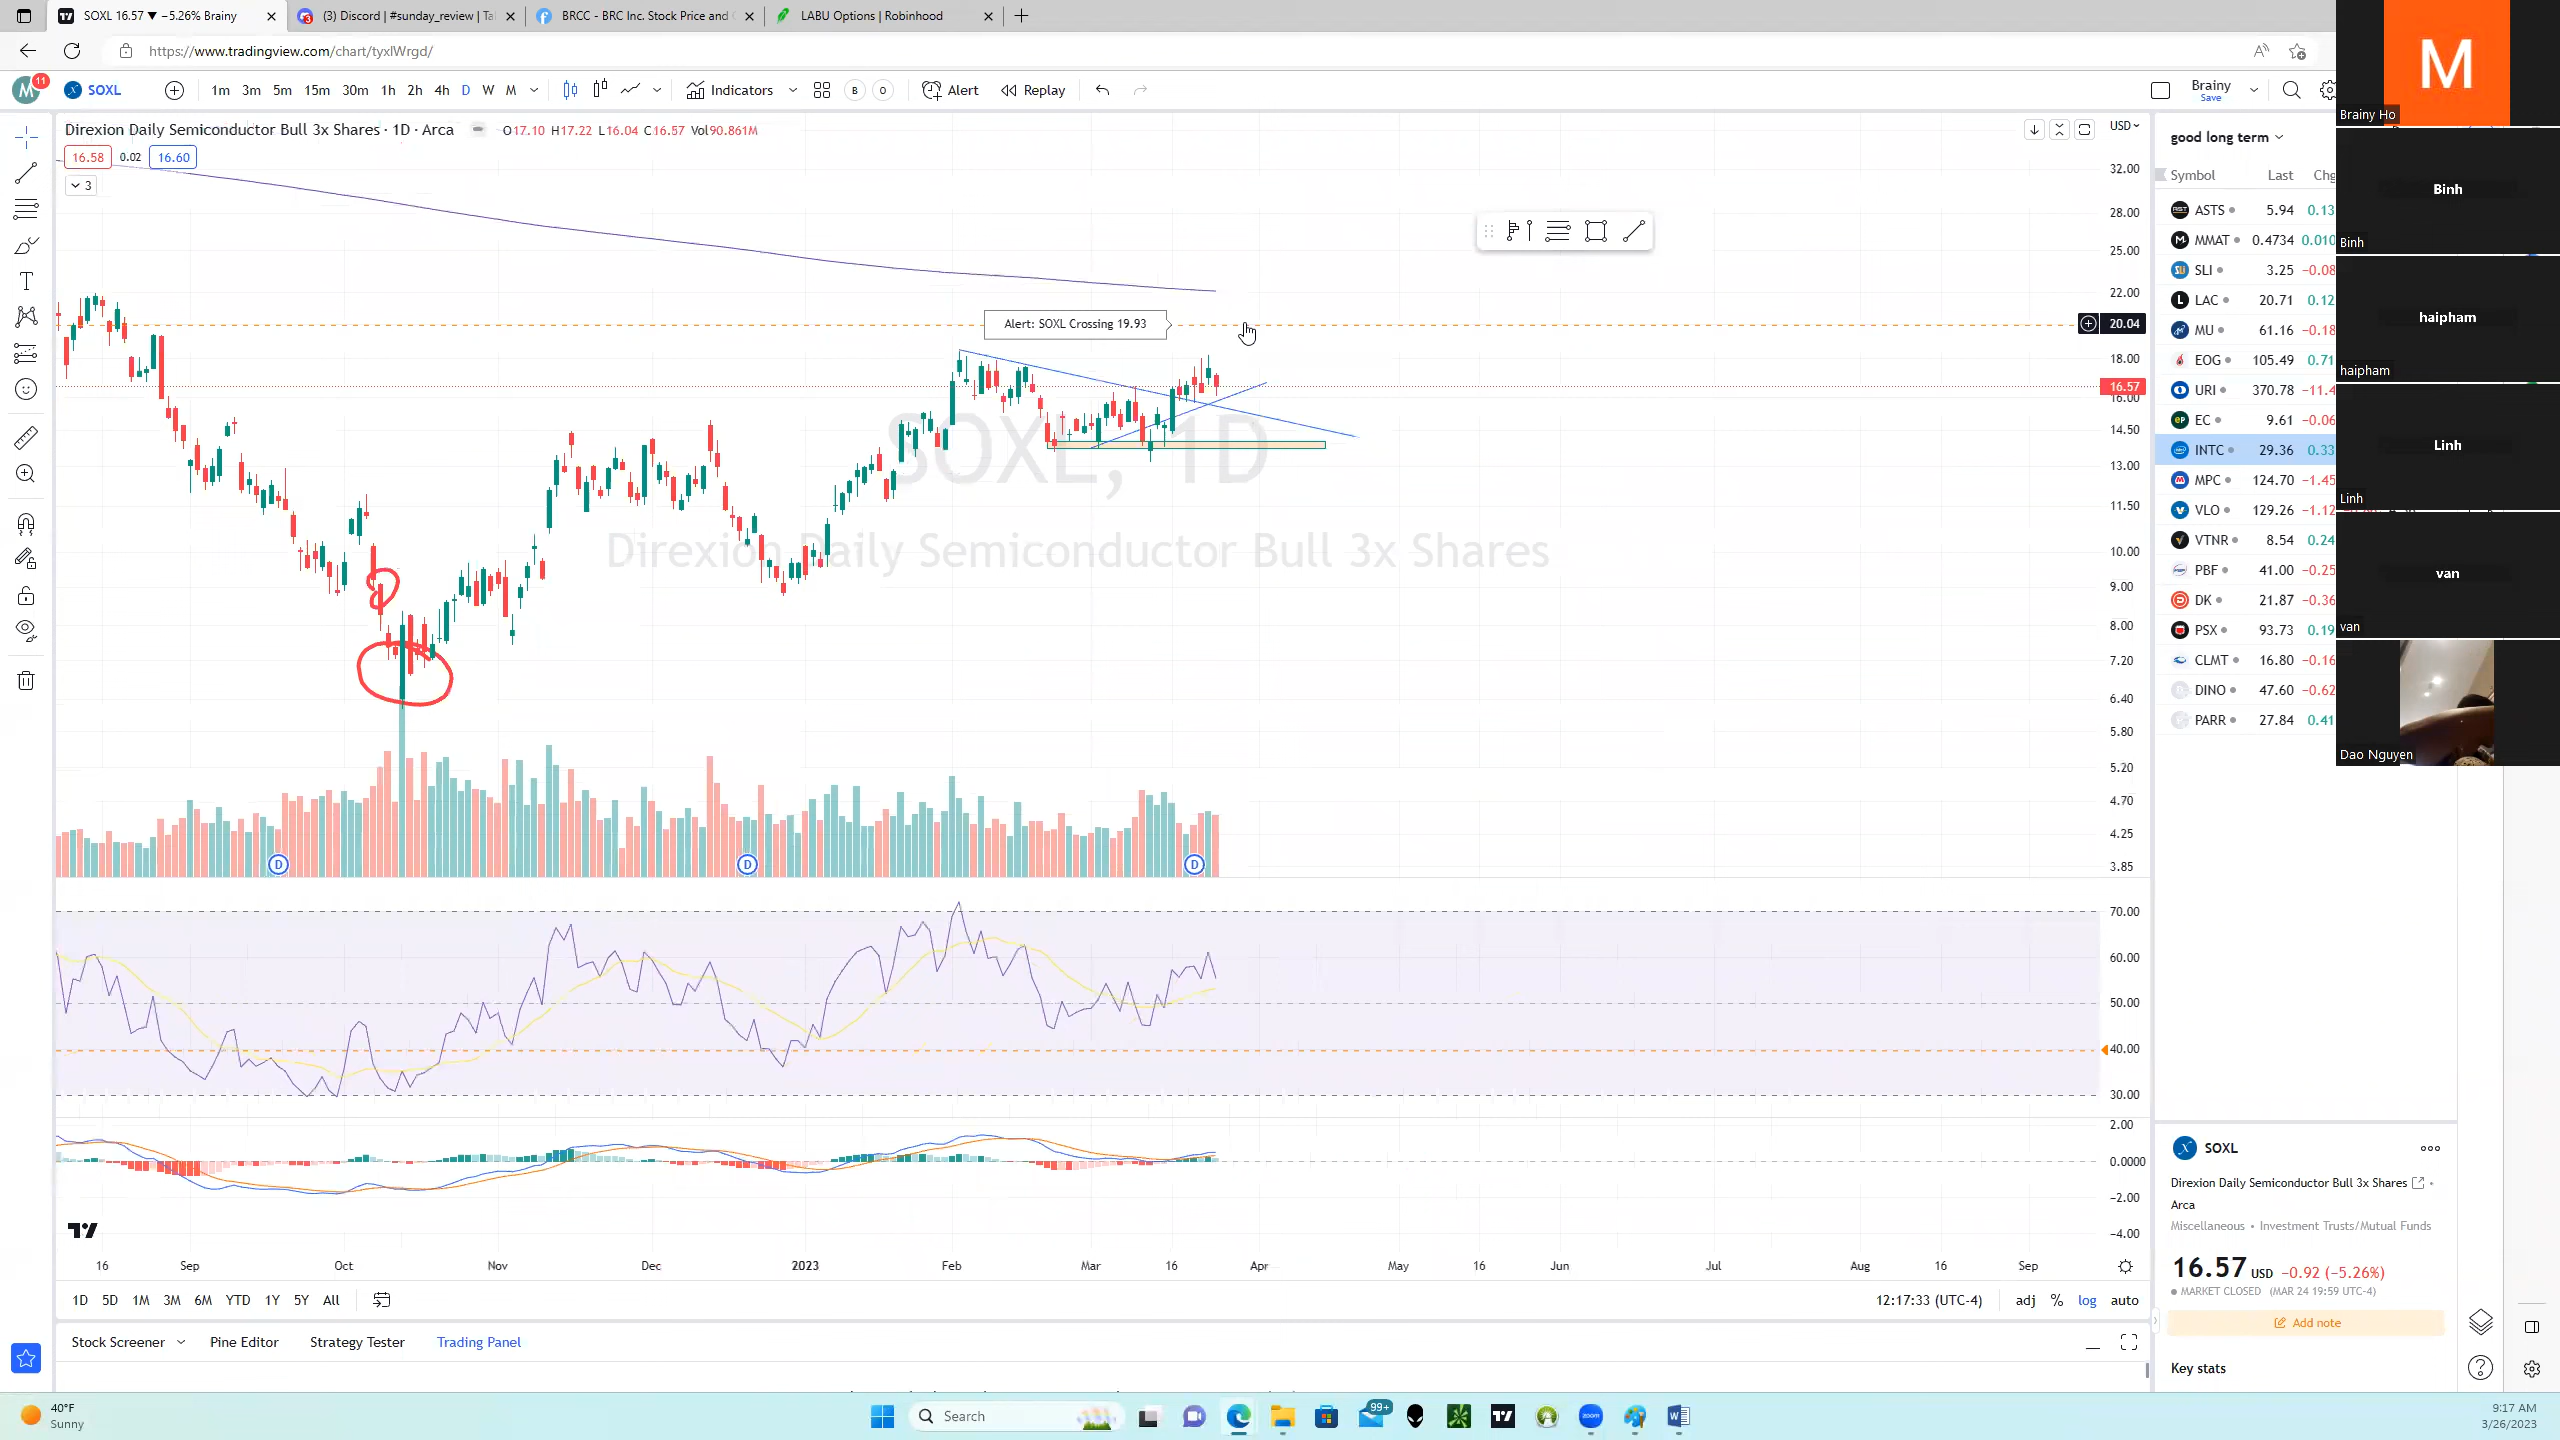 SOXL 16.57 ▼ −5.26% Brainy
(3) Discord | #sunday_review | Ta
BRCC - BRC Inc. Stock Price and
LABU Options | Robinhood
https://www.tradingview.com/chart/tyxlWrgd/
M
11
SOXL
1m 3m 5m 15m 30m 1h 2h 4h D W M
Indicators
B O
Alert
Replay
Brainy
Save
Direxion Daily Semiconductor Bull 3x Shares · 1D · Arca
O17.10 H17.22 L16.04 C16.57 Vol90.861M
16.58 0.02 16.60
3
USD
32.00
28.00
25.00
22.00
20.04
18.00
16.57
16.00
14.50
13.00
11.50
10.00
9.00
8.00
7.20
6.40
5.80
5.20
4.70
4.25
3.85
Alert: SOXL Crossing 19.93
SOXL, 1D
Direxion Daily Semiconductor Bull 3x Shares
D D D
70.00
60.00
50.00
40.00
30.00
2.00
0.0000
−2.00
−4.00
16 Sep Oct Nov Dec 2023 Feb Mar 16 Apr May 16 Jun Jul Aug 16 Sep
1D 5D 1M 3M 6M YTD 1Y 5Y All
12:17:33 (UTC-4) adj % log auto
Stock Screener Pine Editor Strategy Tester Trading Panel
good long term
Symbol Last Chg
ASTS 5.94 0.13
MMAT 0.4734 0.010
SLI 3.25 −0.08
LAC 20.71 0.12
MU 61.16 −0.18
EOG 105.49 0.71
URI 370.78 −11.4
EC 9.61 −0.06
INTC 29.36 0.33
MPC 124.70 −1.45
VLO 129.26 −1.12
VTNR 8.54 0.24
PBF 41.00 −0.25
DK 21.87 −0.36
PSX 93.73 0.19
CLMT 16.80 −0.16
DINO 47.60 −0.62
PARR 27.84 0.41
SOXL
Direxion Daily Semiconductor Bull 3x Shares
Arca
Miscellaneous • Investment Trusts/Mutual Funds
16.57 USD −0.92 (−5.26%)
MARKET CLOSED (MAR 24 19:59 UTC-4)
Add note
Key stats
M
Brainy Ho
Binh
Binh
haipham
haipham
Linh
Linh
van
van
Dao Nguyen
40°F
Sunny
Search
99+
zoom
9:17 AM
3/26/2023